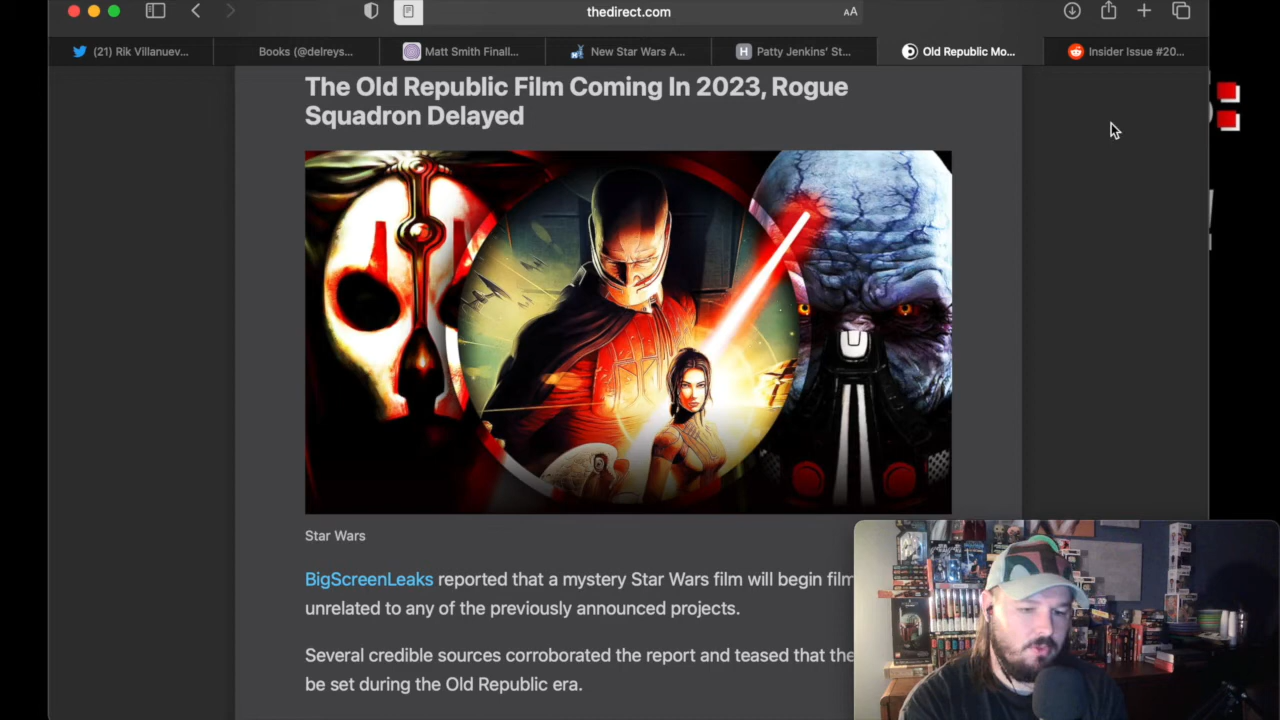 thedirect.com
AA
(21) Rik Villanuev...
Books (@delreys...
Matt Smith Finall...
New Star Wars A...
H Patty Jenkins' St...
Old Republic Mo...
Insider Issue #20...
The Old Republic Film Coming In 2023, Rogue
Squadron Delayed
Star Wars
BigScreenLeaks reported that a mystery Star Wars film will begin film
unrelated to any of the previously announced projects.
Several credible sources corroborated the report and teased that the
be set during the Old Republic era.